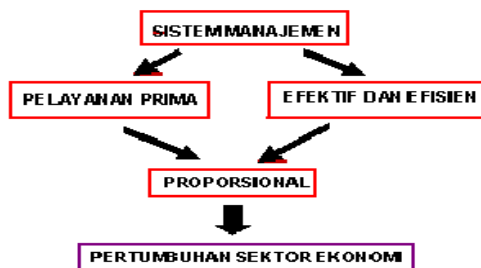 SISTEM MANAJEMEN
PELAYANAN PRIMA
EFEKTIF DAN EFISIEN
PROPORSIONAL
PERTUMBUHAN SEKTOR EKONOMI